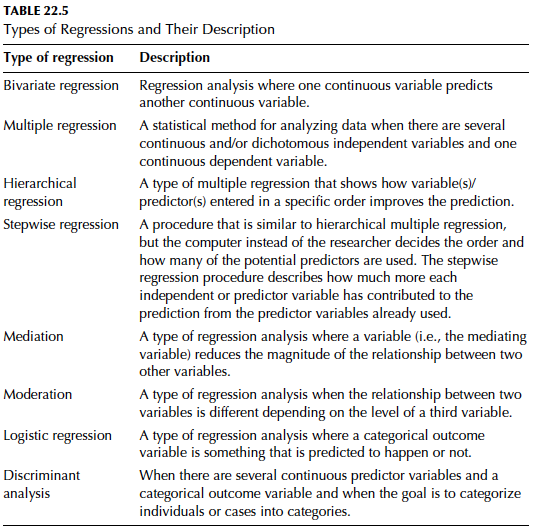 TABLE 22.5
Types of Regressions and Their Description
Type of regression Description
Bivariate regression Regression analysis where one continuous variable predicts
another continuous variable.
Multiple regression A statistical method for analyzing data when there are several
continuous and/or dichotomous independent variables and one
continuous dependent variable.
Hierarchical A type of multiple regression that shows how variable(s)/
regression predictor(s) entered in a specific order improves the prediction.
Stepwise regression A procedure that is similar to hierarchical multiple regression,
but the computer instead of the researcher decides the order and
how many of the potential predictors are used. The stepwise
regression procedure describes how much more each
independent or predictor variable has contributed to the
prediction from the predictor variables already used.
Mediation A type of regression analysis where a variable (i.e., the mediating
variable) reduces the magnitude of the relationship between two
other variables.
Moderation A type of regression analysis when the relationship between two
variables is different depending on the level of a third variable.
Logistic regression A type of regression analysis where a categorical outcome
variable is something that is predicted to happen or not.
Discriminant When there are several continuous predictor variables and a
analysis categorical outcome variable and when the goal is to categorize
individuals or cases into categories.